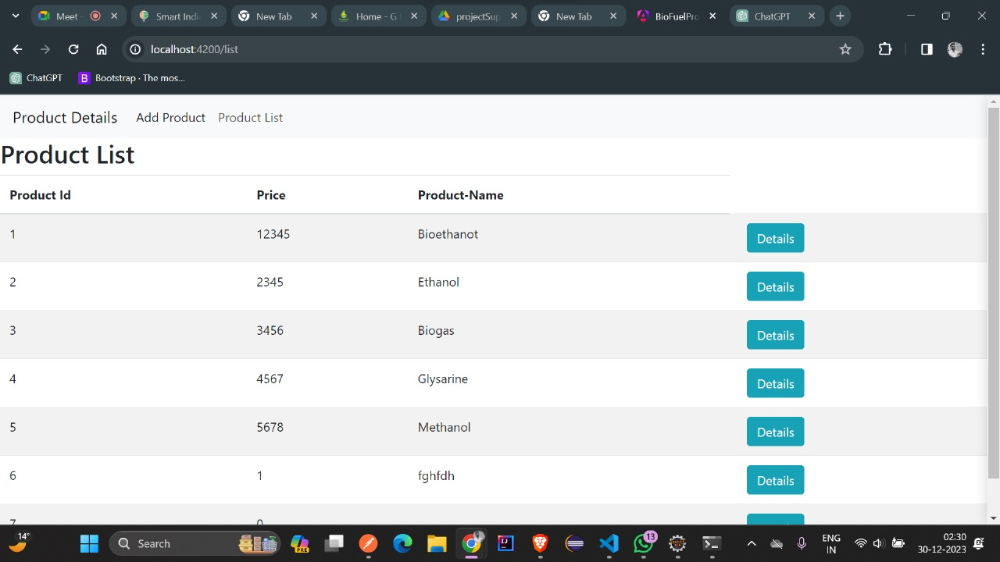 Meet - Smart Indi New Tab Home - G projectSup New Tab BioFuelPro ChatGPT
localhost:4200/list
ChatGPT Bootstrap · The mos...
Product Details Add Product Product List
Product List
Product Id Price Product-Name
1 12345 Bioethanot Details
2 2345 Ethanol Details
3 3456 Biogas Details
4 4567 Glysarine Details
5 5678 Methanol Details
6 1 fghfdh Details
7 0
14° Search PRE 13 ENG IN 02:30 30-12-2023